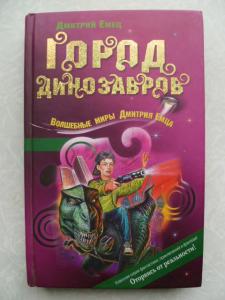 Дмитрий Емец
ГОРОД
ДИНОЗАВРОВ
Волшебные миры Дмитрия Емца
Оторвись от реальности!